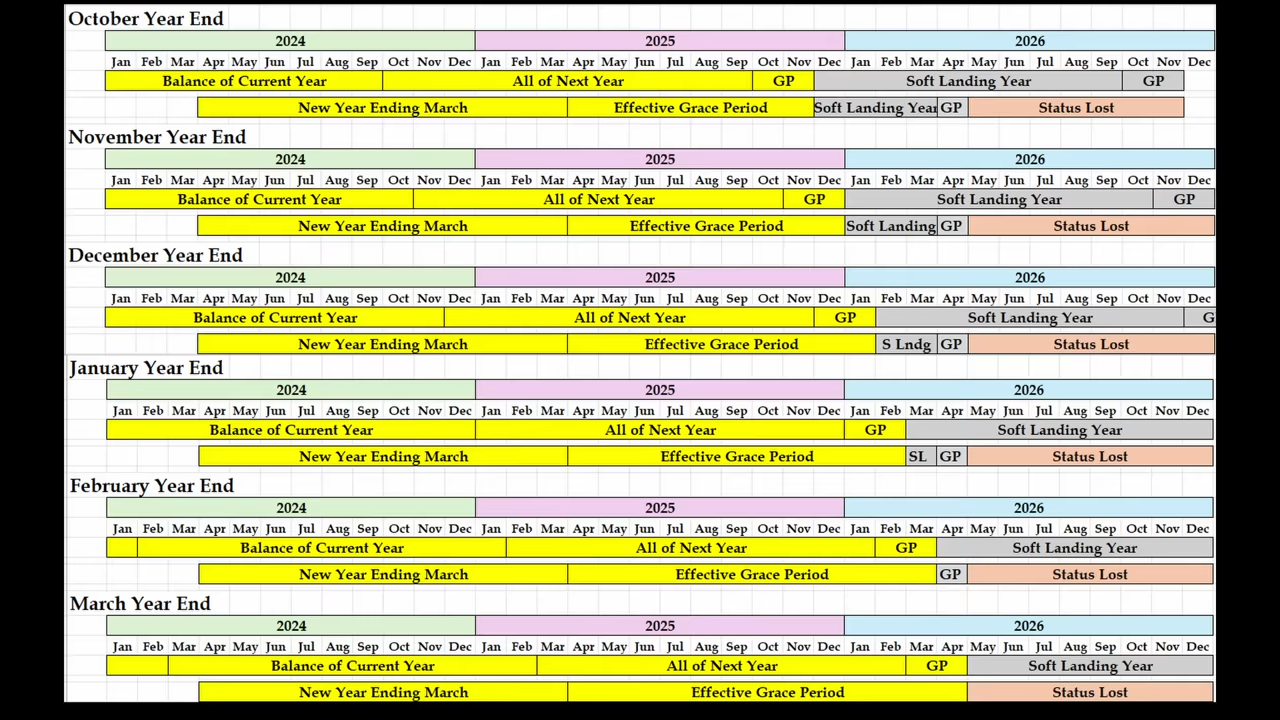 October Year End
2024 2025 2026
Jan Feb Mar Apr May Jun Jul Aug Sep Oct Nov Dec Jan Feb Mar Apr May Jun Jul Aug Sep Oct Nov Dec Jan Feb Mar Apr May Jun Jul Aug Sep Oct Nov Dec
Balance of Current Year All of Next Year GP Soft Landing Year GP
New Year Ending March Effective Grace Period Soft Landing Year GP Status Lost
November Year End
2024 2025 2026
Jan Feb Mar Apr May Jun Jul Aug Sep Oct Nov Dec Jan Feb Mar Apr May Jun Jul Aug Sep Oct Nov Dec Jan Feb Mar Apr May Jun Jul Aug Sep Oct Nov Dec
Balance of Current Year All of Next Year GP Soft Landing Year GP
New Year Ending March Effective Grace Period Soft Landing GP Status Lost
December Year End
2024 2025 2026
Jan Feb Mar Apr May Jun Jul Aug Sep Oct Nov Dec Jan Feb Mar Apr May Jun Jul Aug Sep Oct Nov Dec Jan Feb Mar Apr May Jun Jul Aug Sep Oct Nov Dec
Balance of Current Year All of Next Year GP Soft Landing Year G
New Year Ending March Effective Grace Period S Lndg GP Status Lost
January Year End
2024 2025 2026
Jan Feb Mar Apr May Jun Jul Aug Sep Oct Nov Dec Jan Feb Mar Apr May Jun Jul Aug Sep Oct Nov Dec Jan Feb Mar Apr May Jun Jul Aug Sep Oct Nov Dec
Balance of Current Year All of Next Year GP Soft Landing Year
New Year Ending March Effective Grace Period SL GP Status Lost
February Year End
2024 2025 2026
Jan Feb Mar Apr May Jun Jul Aug Sep Oct Nov Dec Jan Feb Mar Apr May Jun Jul Aug Sep Oct Nov Dec Jan Feb Mar Apr May Jun Jul Aug Sep Oct Nov Dec
Balance of Current Year All of Next Year GP Soft Landing Year
New Year Ending March Effective Grace Period GP Status Lost
March Year End
2024 2025 2026
Jan Feb Mar Apr May Jun Jul Aug Sep Oct Nov Dec Jan Feb Mar Apr May Jun Jul Aug Sep Oct Nov Dec Jan Feb Mar Apr May Jun Jul Aug Sep Oct Nov Dec
Balance of Current Year All of Next Year GP Soft Landing Year
New Year Ending March Effective Grace Period Status Lost